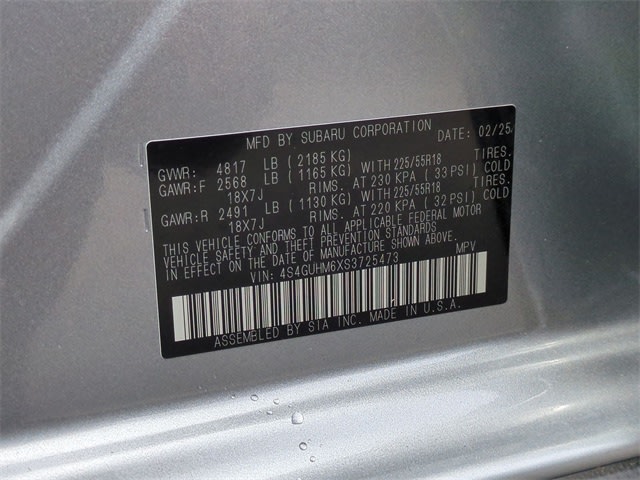 MFD BY SUBARU CORPORATION DATE: 02/25
GVWR: 4817 LB (2185 KG)
GAWR:F 2568 LB (1165 KG) WITH 225/55R18 TIRES,
18X7J RIMS, AT 230 KPA (33 PSI) COLD
GAWR:R 2491 LB (1130 KG) WITH 225/55R18 TIRES,
18X7J RIMS, AT 220 KPA (32 PSI) COLD
THIS VEHICLE CONFORMS TO ALL APPLICABLE FEDERAL MOTOR
VEHICLE SAFETY AND THEFT PREVENTION STANDARDS
IN EFFECT ON THE DATE OF MANUFACTURE SHOWN ABOVE.
VIN: 4S4GUHM6XS3725473 MPV
ASSEMBLED BY SIA INC. MADE IN U.S.A.